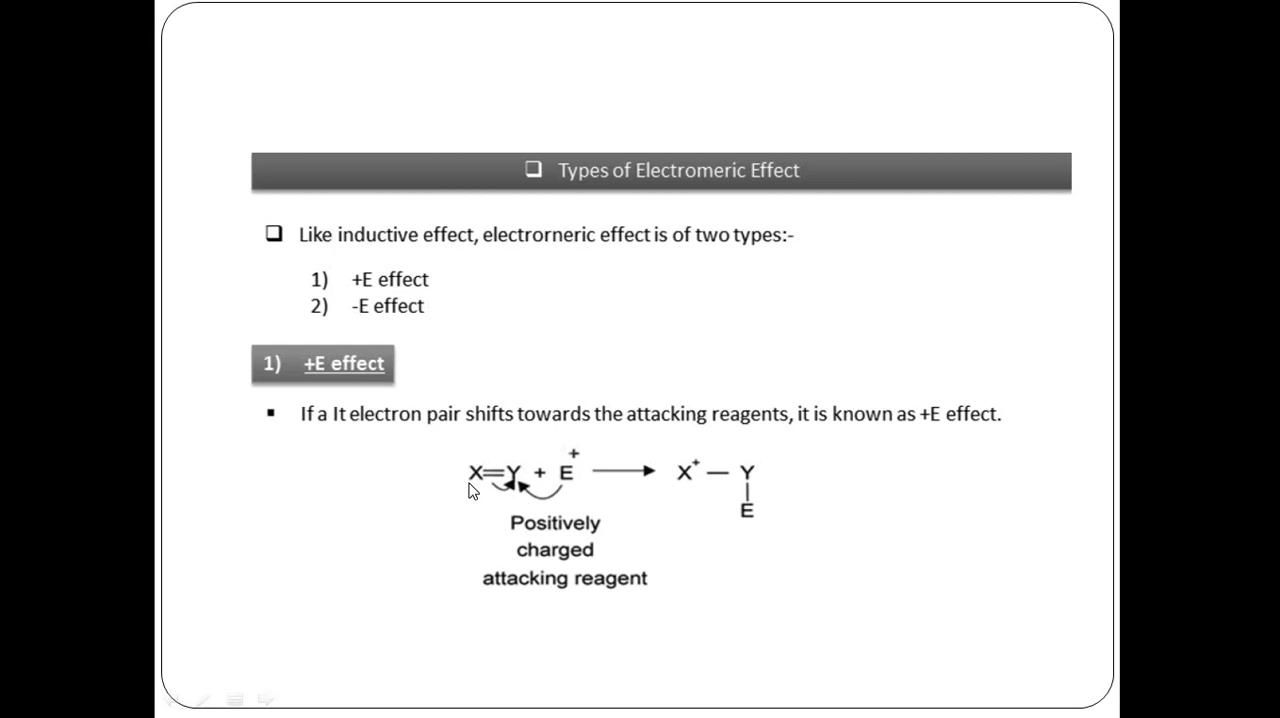 ❑ Types of Electromeric Effect
❑ Like inductive effect, electrorneric effect is of two types:-
1) +E effect
2) -E effect
1) +E effect
▪ If a It electron pair shifts towards the attacking reagents, it is known as +E effect.
X=Y + E⁺ ⟶ X⁺ — Y
|
E
Positively
charged
attacking reagent